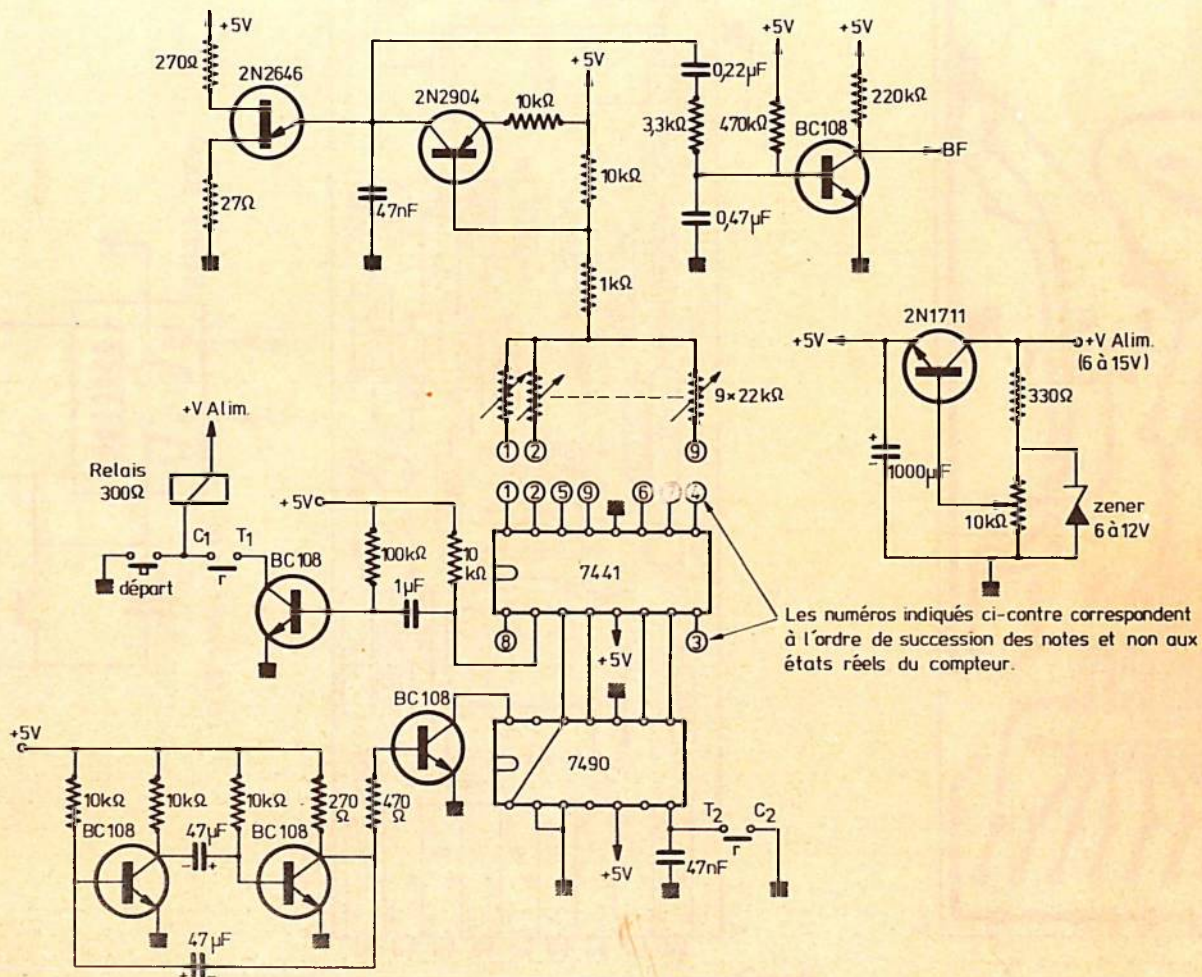 +5V
270Ω
2N2646
27Ω
47nF
2N2904
10kΩ
+5V
10kΩ
1kΩ
0,22µF
3,3kΩ
0,47µF
+5V
470kΩ
+5V
220kΩ
BC108
BF
2N1711
+5V
+V Alim.
(6 à 15V)
330Ω
1000µF
+
-
10kΩ
zener
6 à 12V
9×22kΩ
1 2 9
+V Alim.
Relais
300Ω
C1 T1
départ
BC108
+5V
100kΩ
10
kΩ
1µF
1 2 5 9 6 4
7441
8 +5V 3
Les numéros indiqués ci-contre correspondent
à l'ordre de succession des notes et non aux
états réels du compteur.
BC108
7490
+5V
T2 C2
47nF
+5V
10kΩ
10kΩ
10kΩ
270
Ω
470
Ω
BC108
47µF
- +
BC108
47µF
+ -